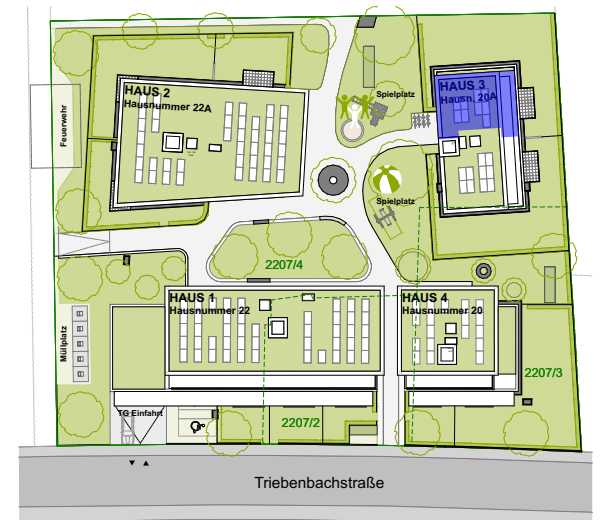 HAUS 2
Hausnummer 22A
HAUS 3
Hausn. 20A
Spielplatz
Feuerwehr
Spielplatz
2207/4
HAUS 1
Hausnummer 22
HAUS 4
Hausnummer 20
Müllplatz
2207/3
TG Einfahrt
2207/2
Triebenbachstraße